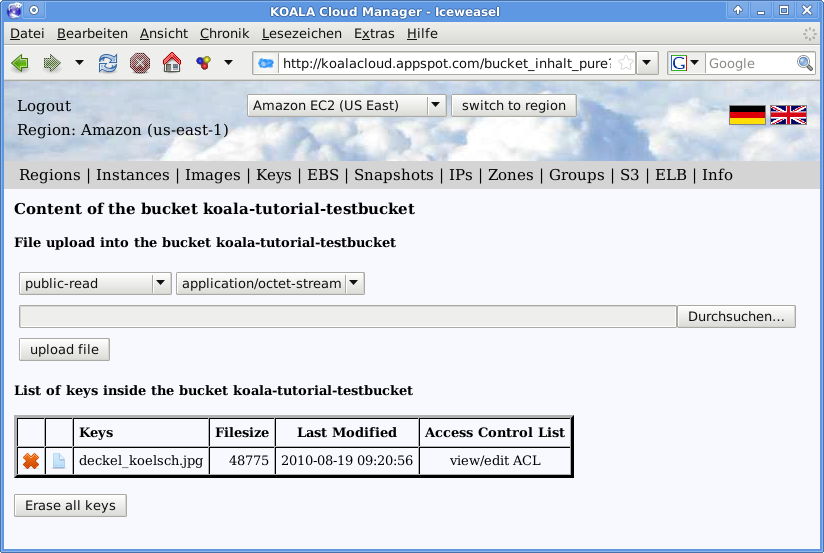 KOALA Cloud Manager - Iceweasel
Datei Bearbeiten Ansicht Chronik Lesezeichen Extras Hilfe
http://koalacloud.appspot.com/bucket_inhalt_pure? G Google
Logout Amazon EC2 (US East) switch to region
Region: Amazon (us-east-1)
Regions | Instances | Images | Keys | EBS | Snapshots | IPs | Zones | Groups | S3 | ELB | Info
Content of the bucket koala-tutorial-testbucket
File upload into the bucket koala-tutorial-testbucket
public-read application/octet-stream
Durchsuchen...
upload file
List of keys inside the bucket koala-tutorial-testbucket
Keys Filesize Last Modified Access Control List
deckel_koelsch.jpg 48775 2010-08-19 09:20:56 view/edit ACL
Erase all keys